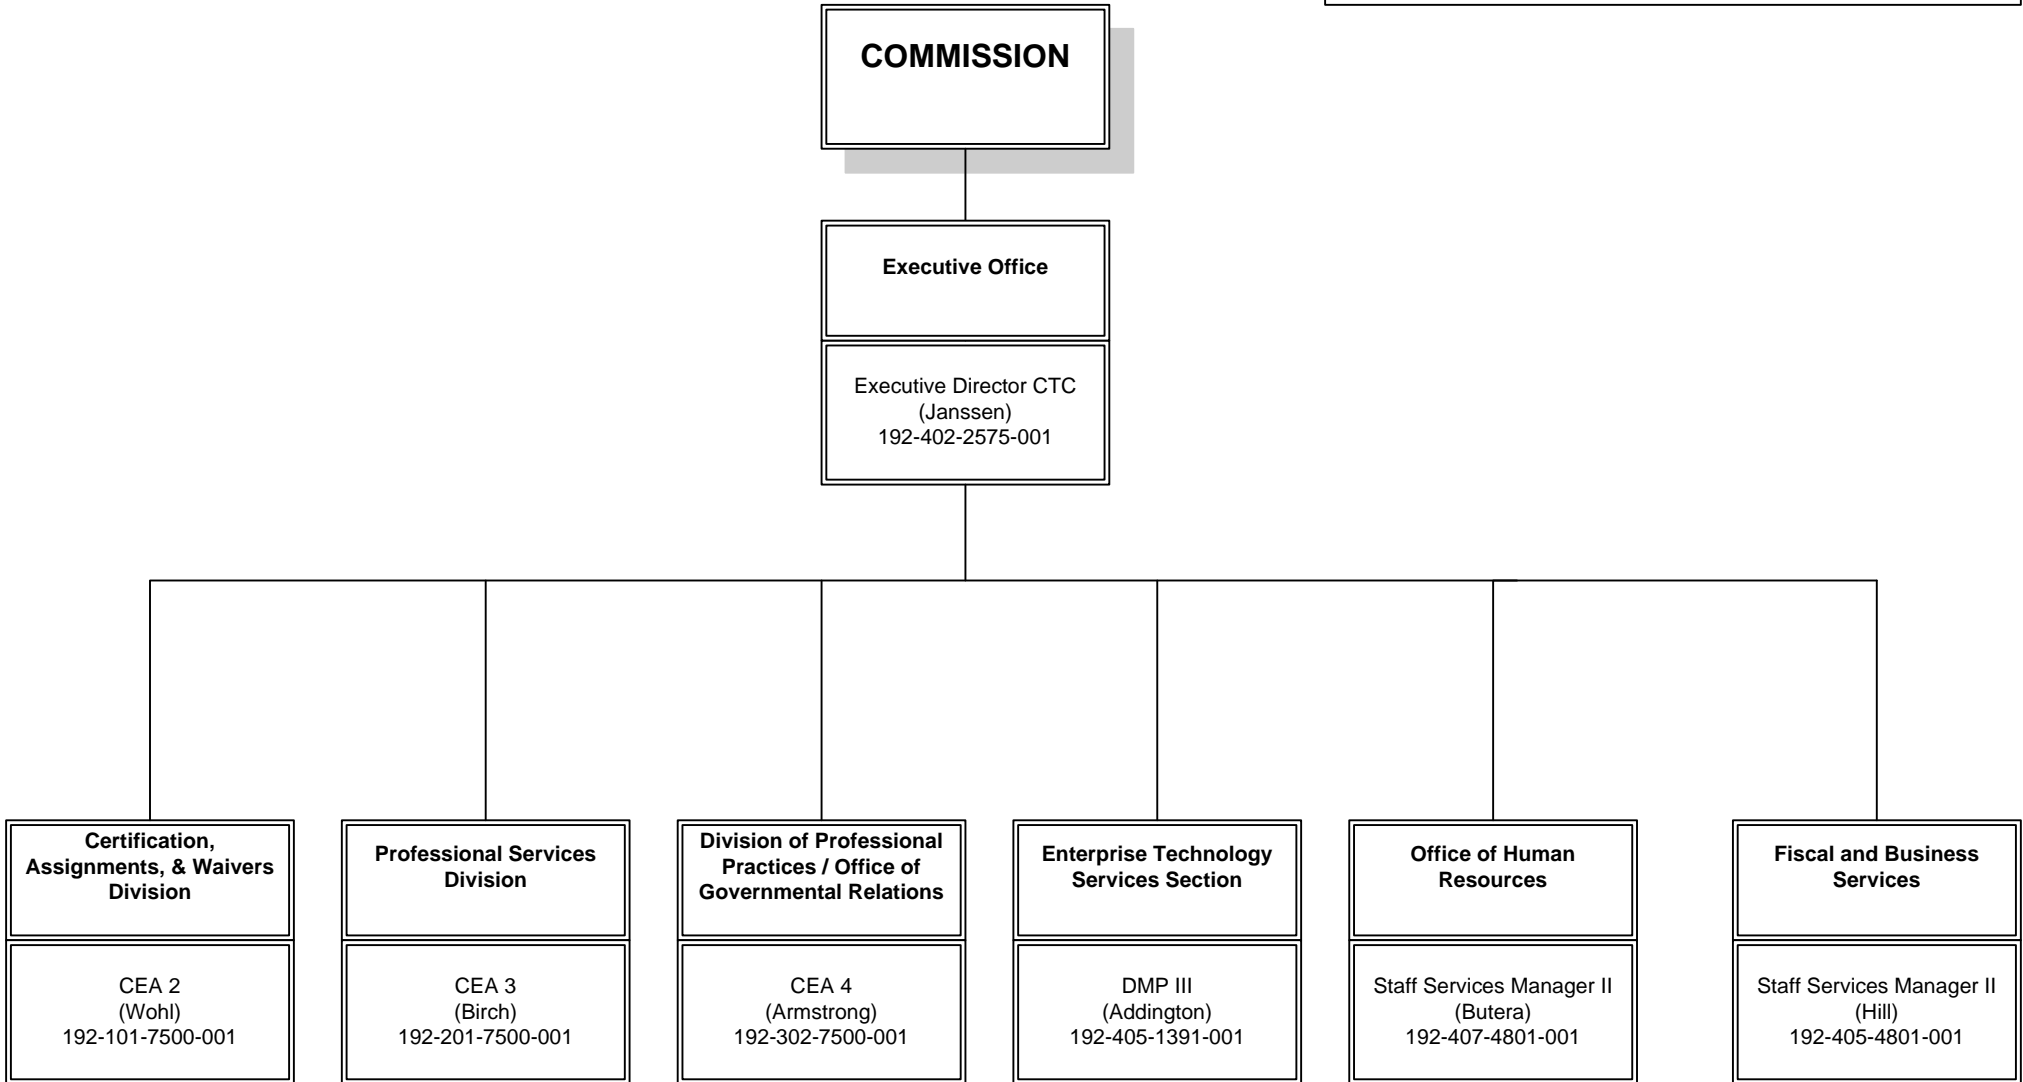 COMMISSION
Executive Office
Executive Director CTC
(Janssen)
192-402-2575-001
Certification,
Assignments, & Waivers
Division
CEA 2
(Wohl)
192-101-7500-001
Professional Services
Division
CEA 3
(Birch)
192-201-7500-001
Division of Professional
Practices / Office of
Governmental Relations
CEA 4
(Armstrong)
192-302-7500-001
Enterprise Technology
Services Section
DMP III
(Addington)
192-405-1391-001
Office of Human
Resources
Staff Services Manager II
(Butera)
192-407-4801-001
Fiscal and Business
Services
Staff Services Manager II
(Hill)
192-405-4801-001